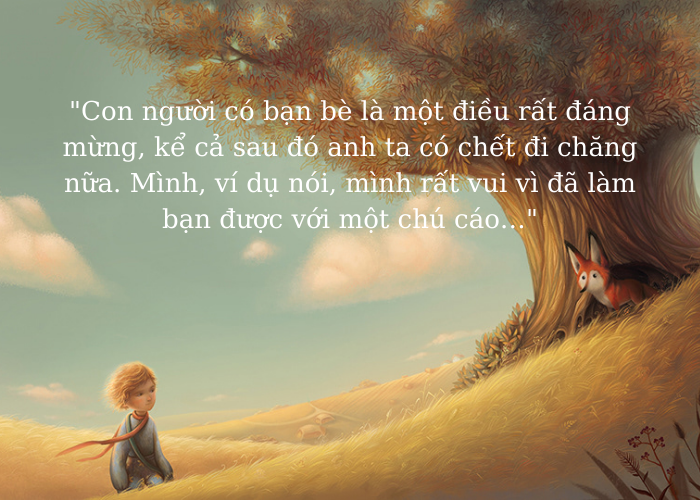 "Con người có bạn bè là một điều rất đáng
mừng, kể cả sau đó anh ta có chết đi chăng
nữa. Mình, ví dụ nói, mình rất vui vì đã làm
bạn được với một chú cáo..."